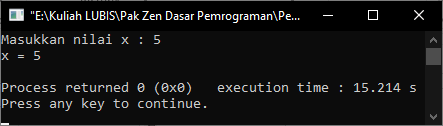 "E:\Kuliah LUBIS\Pak Zen Dasar Pemrograman\Pe...
Masukkan nilai x : 5
x = 5
Process returned 0 (0x0)   execution time : 15.214 s
Press any key to continue.